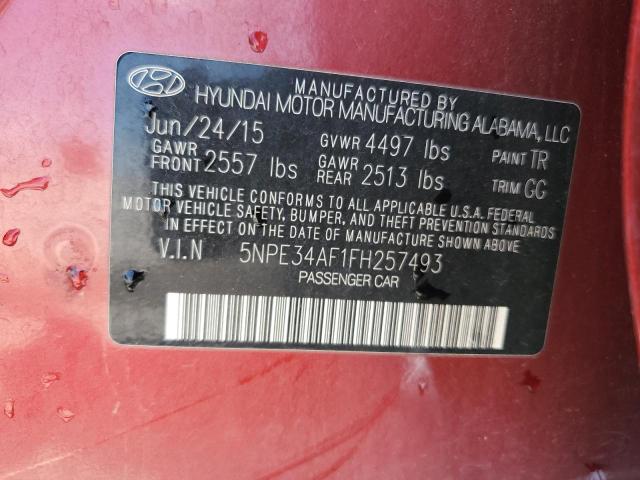 MANUFACTURED BY
HYUNDAI MOTOR MANUFACTURING ALABAMA, LLC
Jun/24/15 GVWR 4497 lbs PAINT TR
GAWR FRONT 2557 lbs GAWR REAR 2513 lbs TRIM GG
THIS VEHICLE CONFORMS TO ALL APPLICABLE U.S.A. FEDERAL
MOTOR VEHICLE SAFETY, BUMPER, AND THEFT PREVENTION STANDARDS
IN EFFECT ON THE DATE OF MANUFACTURE SHOWN ABOVE.
V.I.N 5NPE34AF1FH257493
PASSENGER CAR